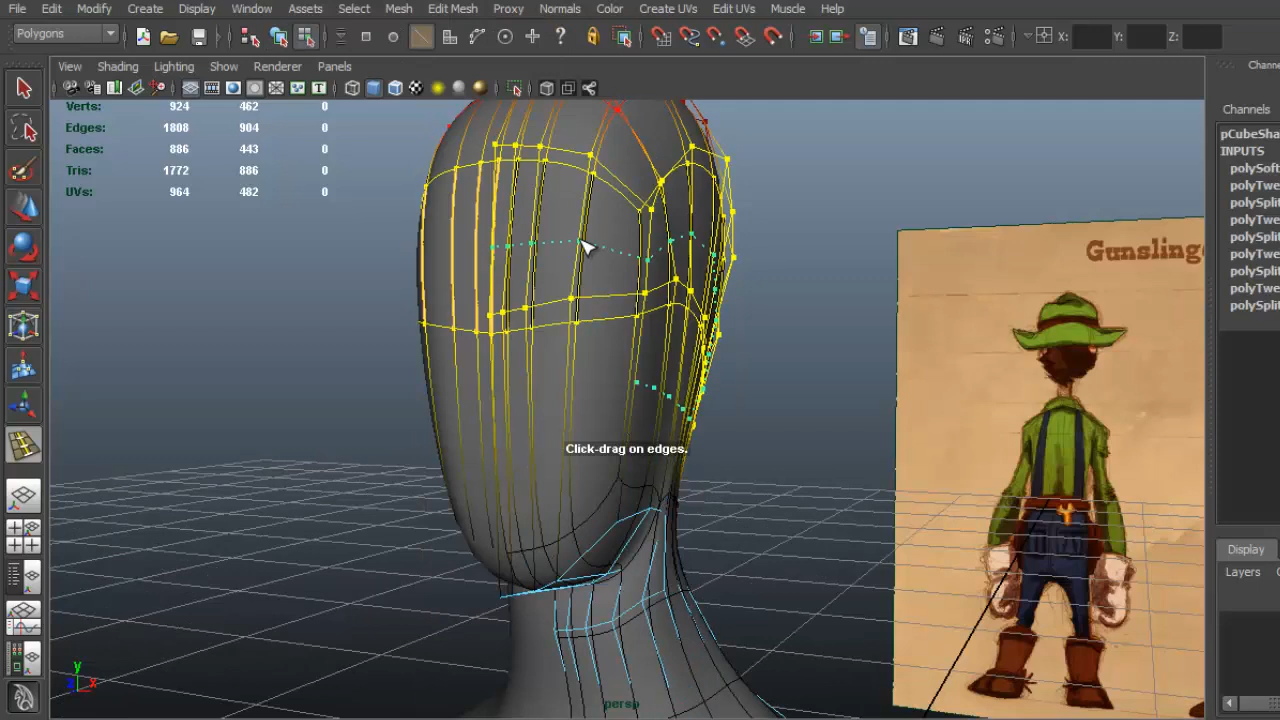 File Edit Modify Create Display Window Assets Select Mesh Edit Mesh Proxy Normals Color Create UVs Edit UVs Muscle Help
Polygons X: Y: Z:
View Shading Lighting Show Renderer Panels
Chann
Channels
Verts: 924 462 0
Edges: 1808 904 0
Faces: 886 443 0
Tris: 1772 886 0
UVs: 964 482 0
pCubeSha
INPUTS
polySoft
polyTwe
polySplit
polyTwe
polySplit
polyTwe
polySplit
polyTwe
polySplit
Gunslinge
Click-drag on edges.
Display
Layers
y
z x
persp